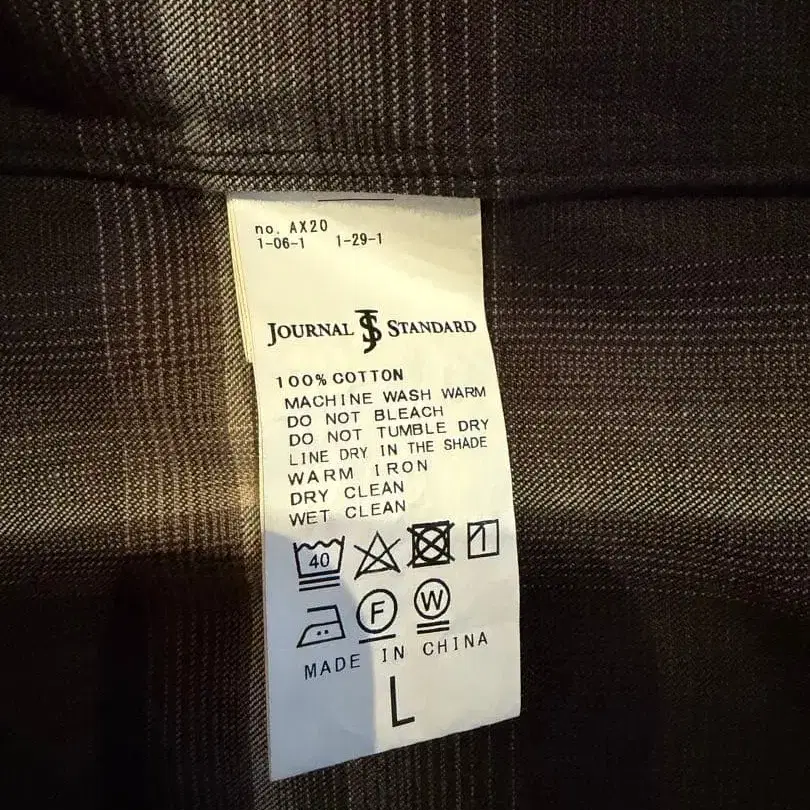 no. AX20
1-06-1 1-29-1
JOURNAL JS STANDARD
100% COTTON
MACHINE WASH WARM
DO NOT BLEACH
DO NOT TUMBLE DRY
LINE DRY IN THE SHADE
WARM IRON
DRY CLEAN
WET CLEAN
40
F W
MADE IN CHINA
L